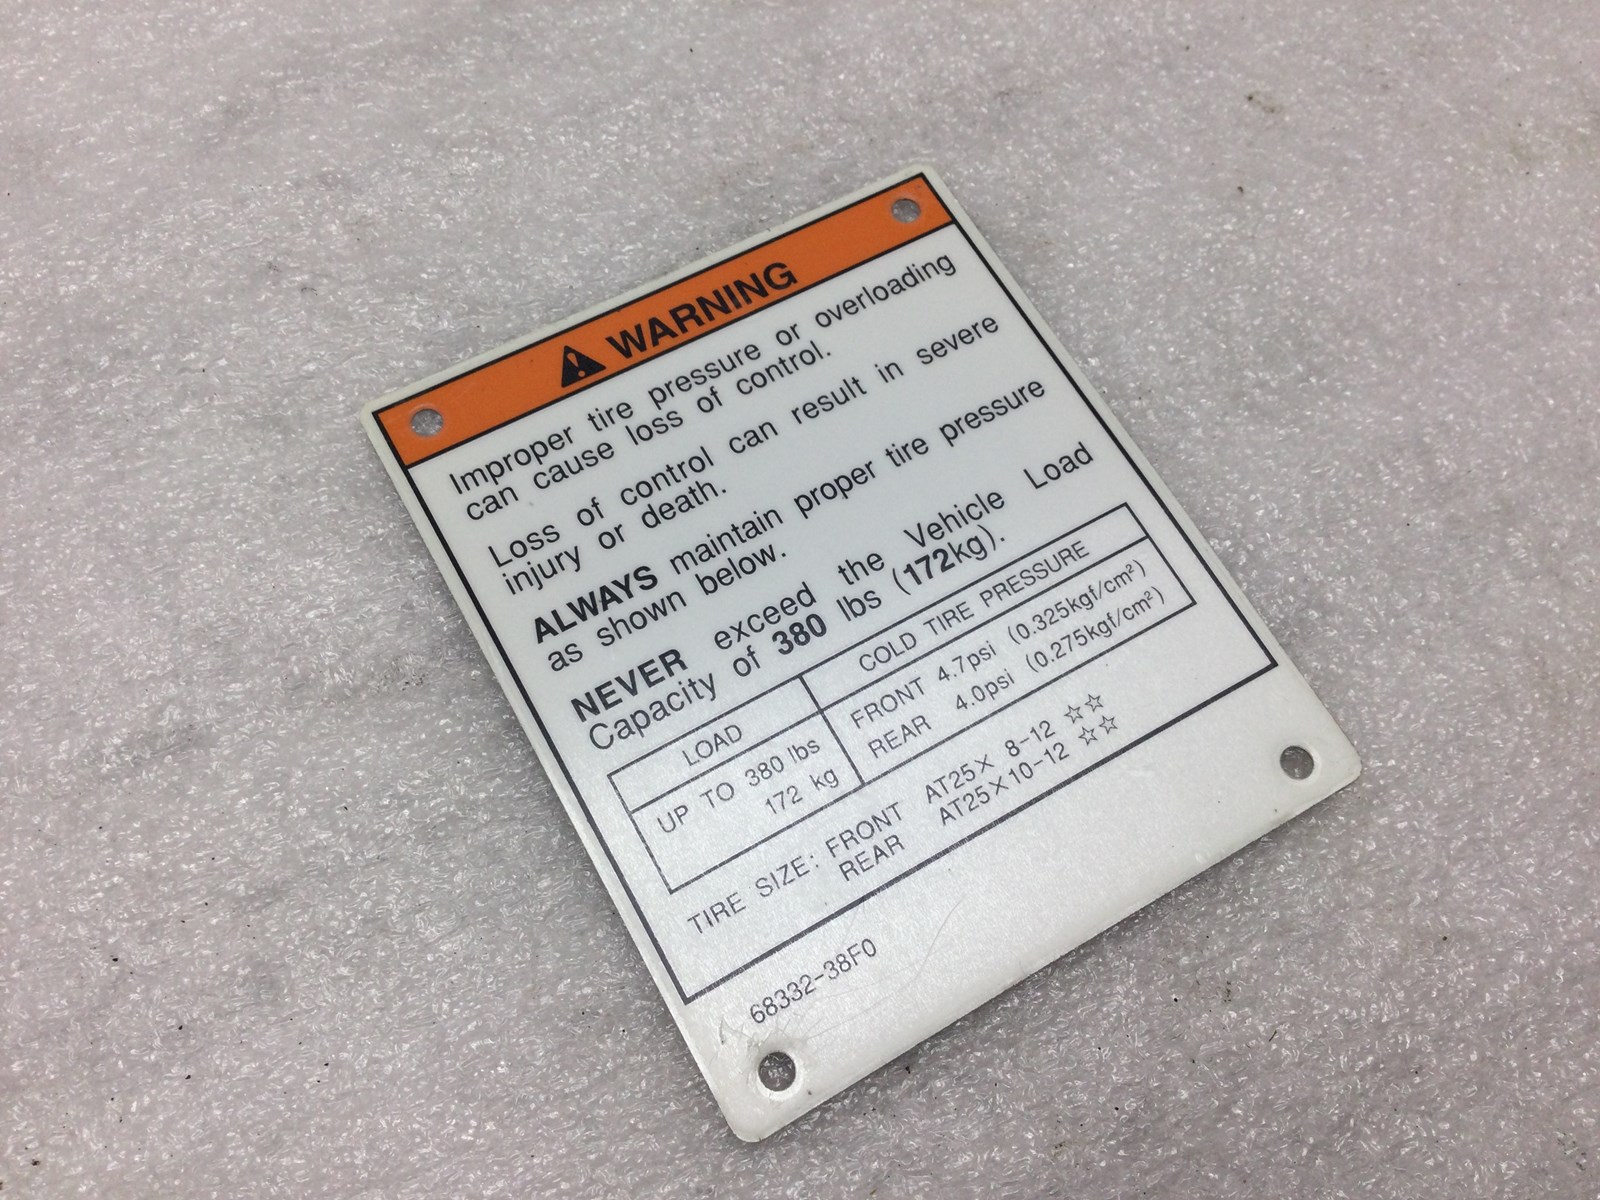 WARNING
Improper tire pressure or overloading
can cause loss of control.
Loss of control can result in severe
injury or death.
ALWAYS maintain proper tire pressure
as shown below.
NEVER exceed the Vehicle Load
Capacity of 380 lbs (172kg).
LOAD COLD TIRE PRESSURE
UP TO 380 lbs FRONT 4.7psi (0.325kgf/cm²)
172 kg REAR 4.0psi (0.275kgf/cm²)
TIRE SIZE: FRONT AT25× 8-12 ☆☆
REAR AT25×10-12 ☆☆
68332-38F0